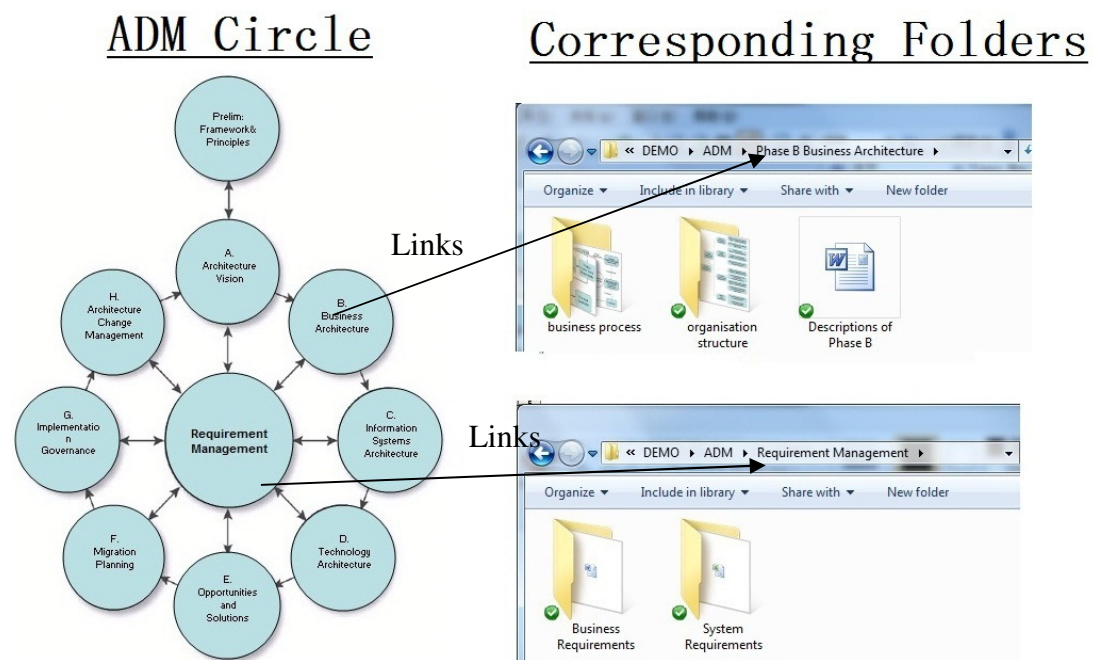 ADM Circle
Corresponding Folders
Prelim:
Framework&
Principles
A.
Architecture
Vision
B.
Business
Architecture
C.
Information
Systems
Architecture
D.
Technology
Architecture
E.
Opportunities
and
Solutions
F.
Migration
Planning
G.
Implementatio
n
Governance
H.
Architecture
Change
Management
Requirement
Management
Links
« DEMO ADM Phase B Business Architecture
Organize Include in library Share with New folder
business process
organisation
structure
Descriptions of
Phase B
Links
« DEMO ADM Requirement Management
Organize Include in library Share with New folder
Business
Requirements
System
Requirements